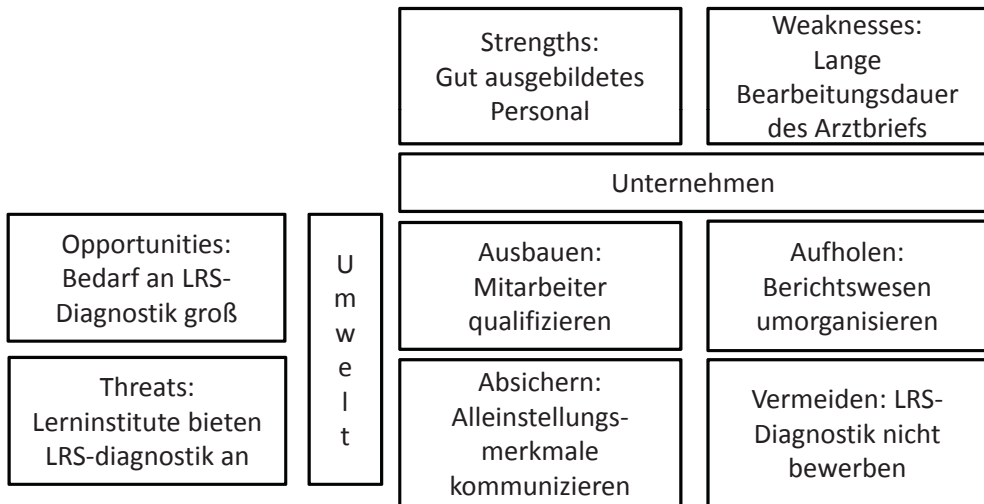 Strengths:
Gut ausgebildetes
Personal
Weaknesses:
Lange
Bearbeitungsdauer
des Arztbriefs
Unternehmen
Opportunities:
Bedarf an LRS-
Diagnostik groß
Umwelt
Ausbauen:
Mitarbeiter
qualifizieren
Aufholen:
Berichtswesen
umorganisieren
Threats:
Lerninstitute bieten
LRS-diagnostik an
Absichern:
Alleinstellungs-
merkmale
kommunizieren
Vermeiden: LRS-
Diagnostik nicht
bewerben